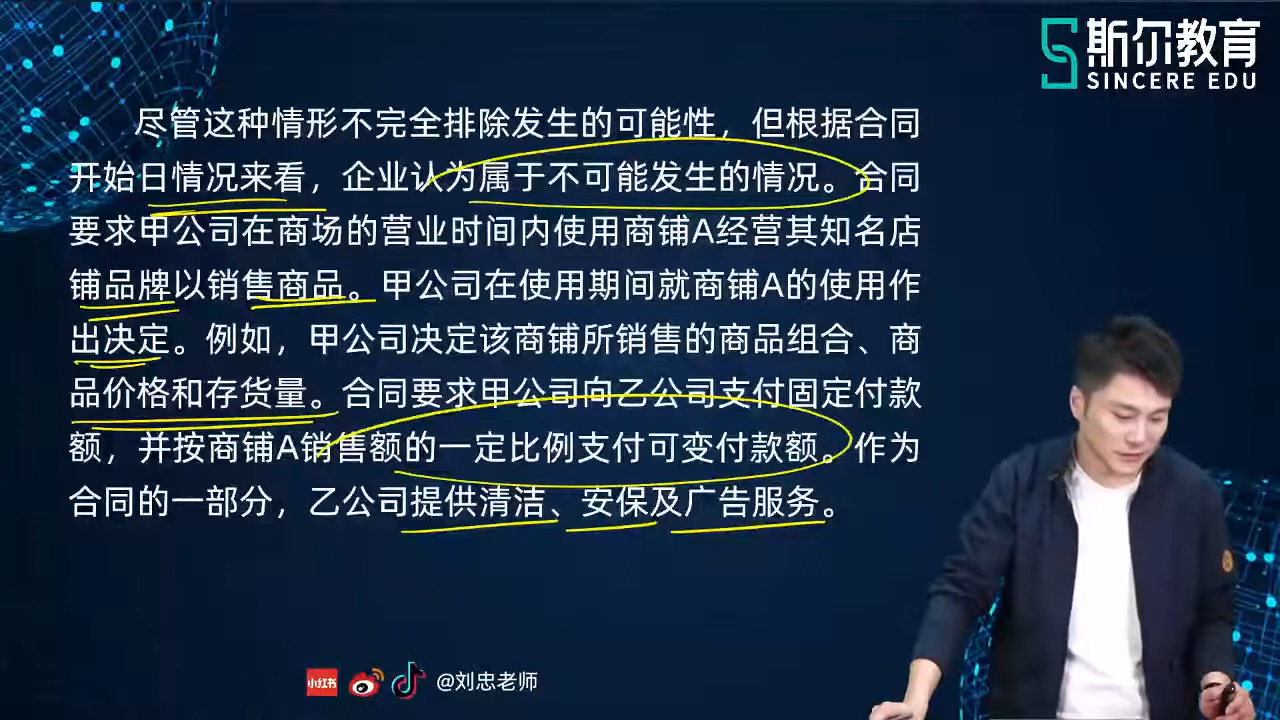 斯尔教育
SINCERE EDU
尽管这种情形不完全排除发生的可能性，但根据合同
开始日情况来看，企业认为属于不可能发生的情况。合同
要求甲公司在商场的营业时间内使用商铺A经营其知名店
铺品牌以销售商品。甲公司在使用期间就商铺A的使用作
出决定。例如，甲公司决定该商铺所销售的商品组合、商
品价格和存货量。合同要求甲公司向乙公司支付固定付款
额，并按商铺A销售额的一定比例支付可变付款额。作为
合同的一部分，乙公司提供清洁、安保及广告服务。
小红书 @刘忠老师